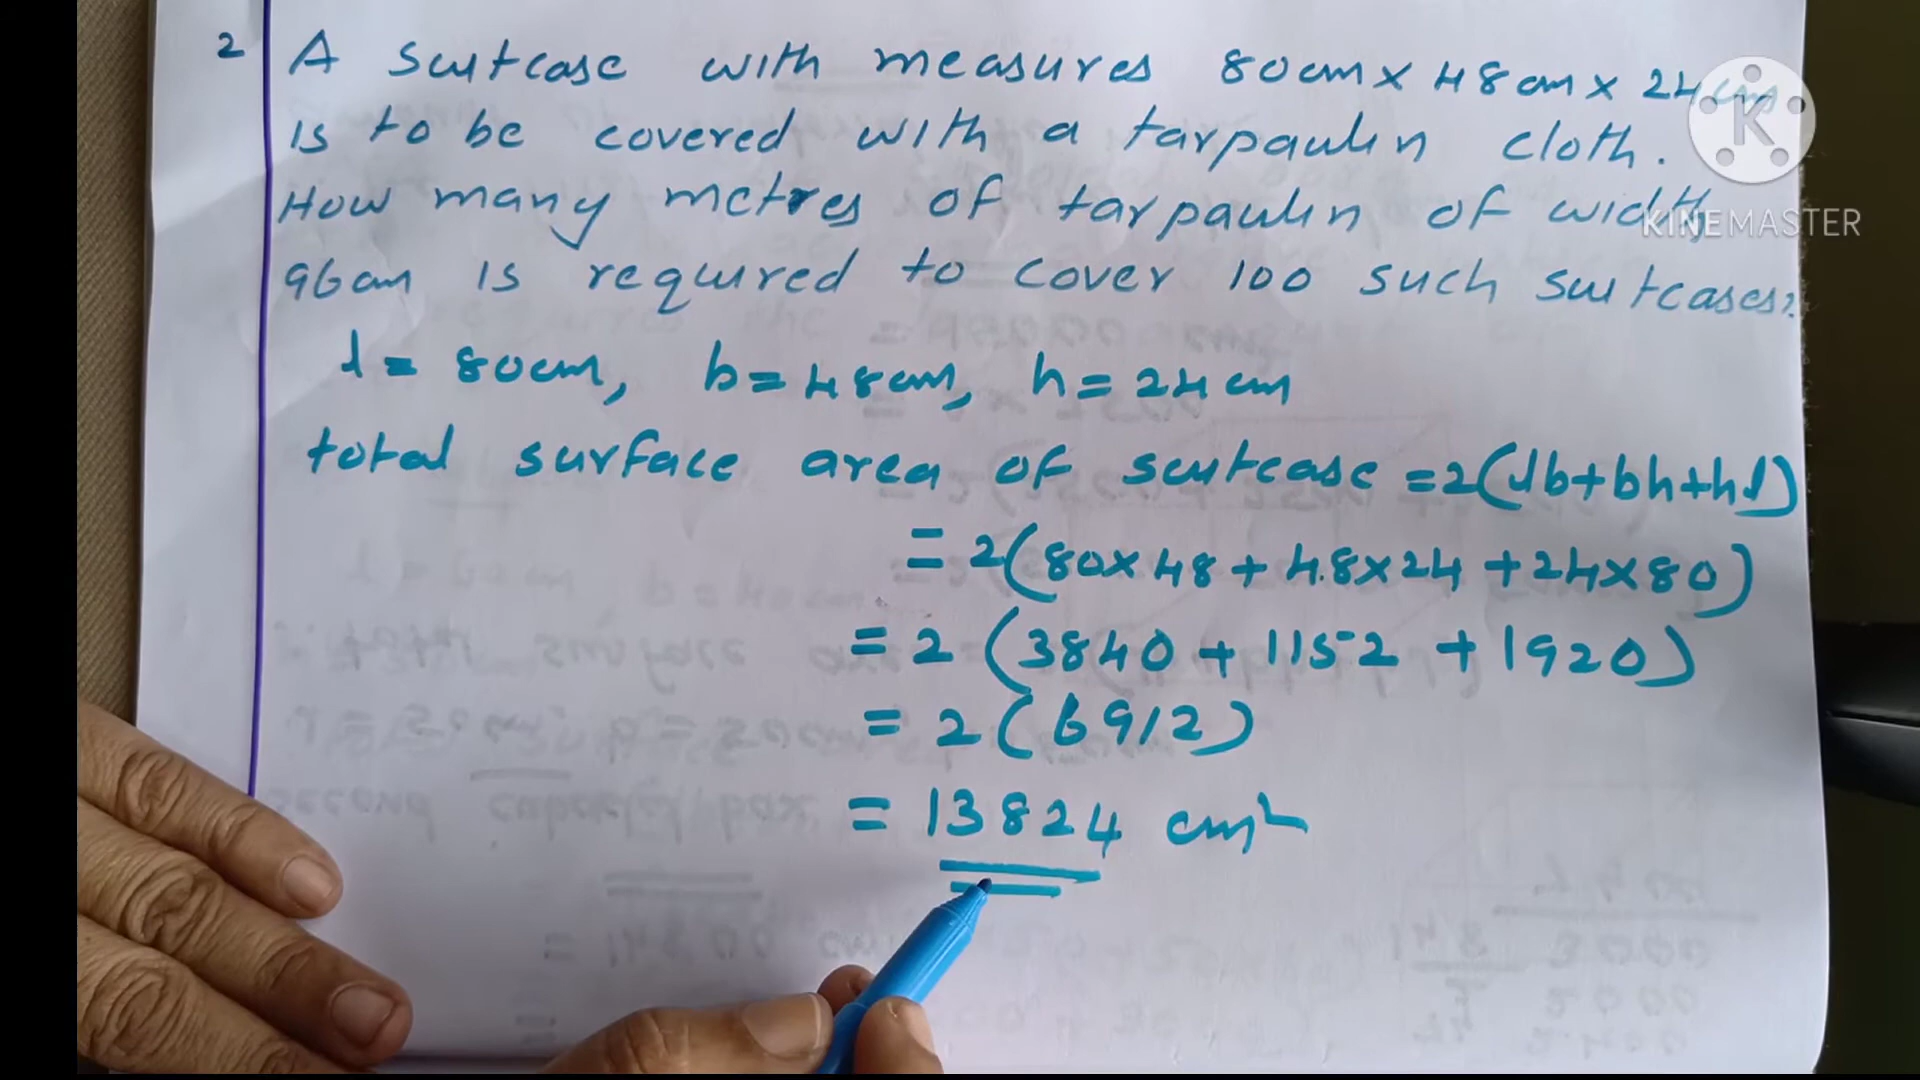 2 A suitcase with measures 80cm x 48cm x 24cm
is to be covered with a tarpaulin cloth.
How many metres of tarpaulin of width
96cm is required to cover 100 such suitcases?
l = 80cm, b = 48cm, h = 24cm
total surface area of suitcase = 2(lb+bh+hl)
= 2(80x48 + 48x24 + 24x80)
= 2 (3840 + 1152 + 1920)
= 2 (6912)
= 13824 cm²
K
KINEMASTER